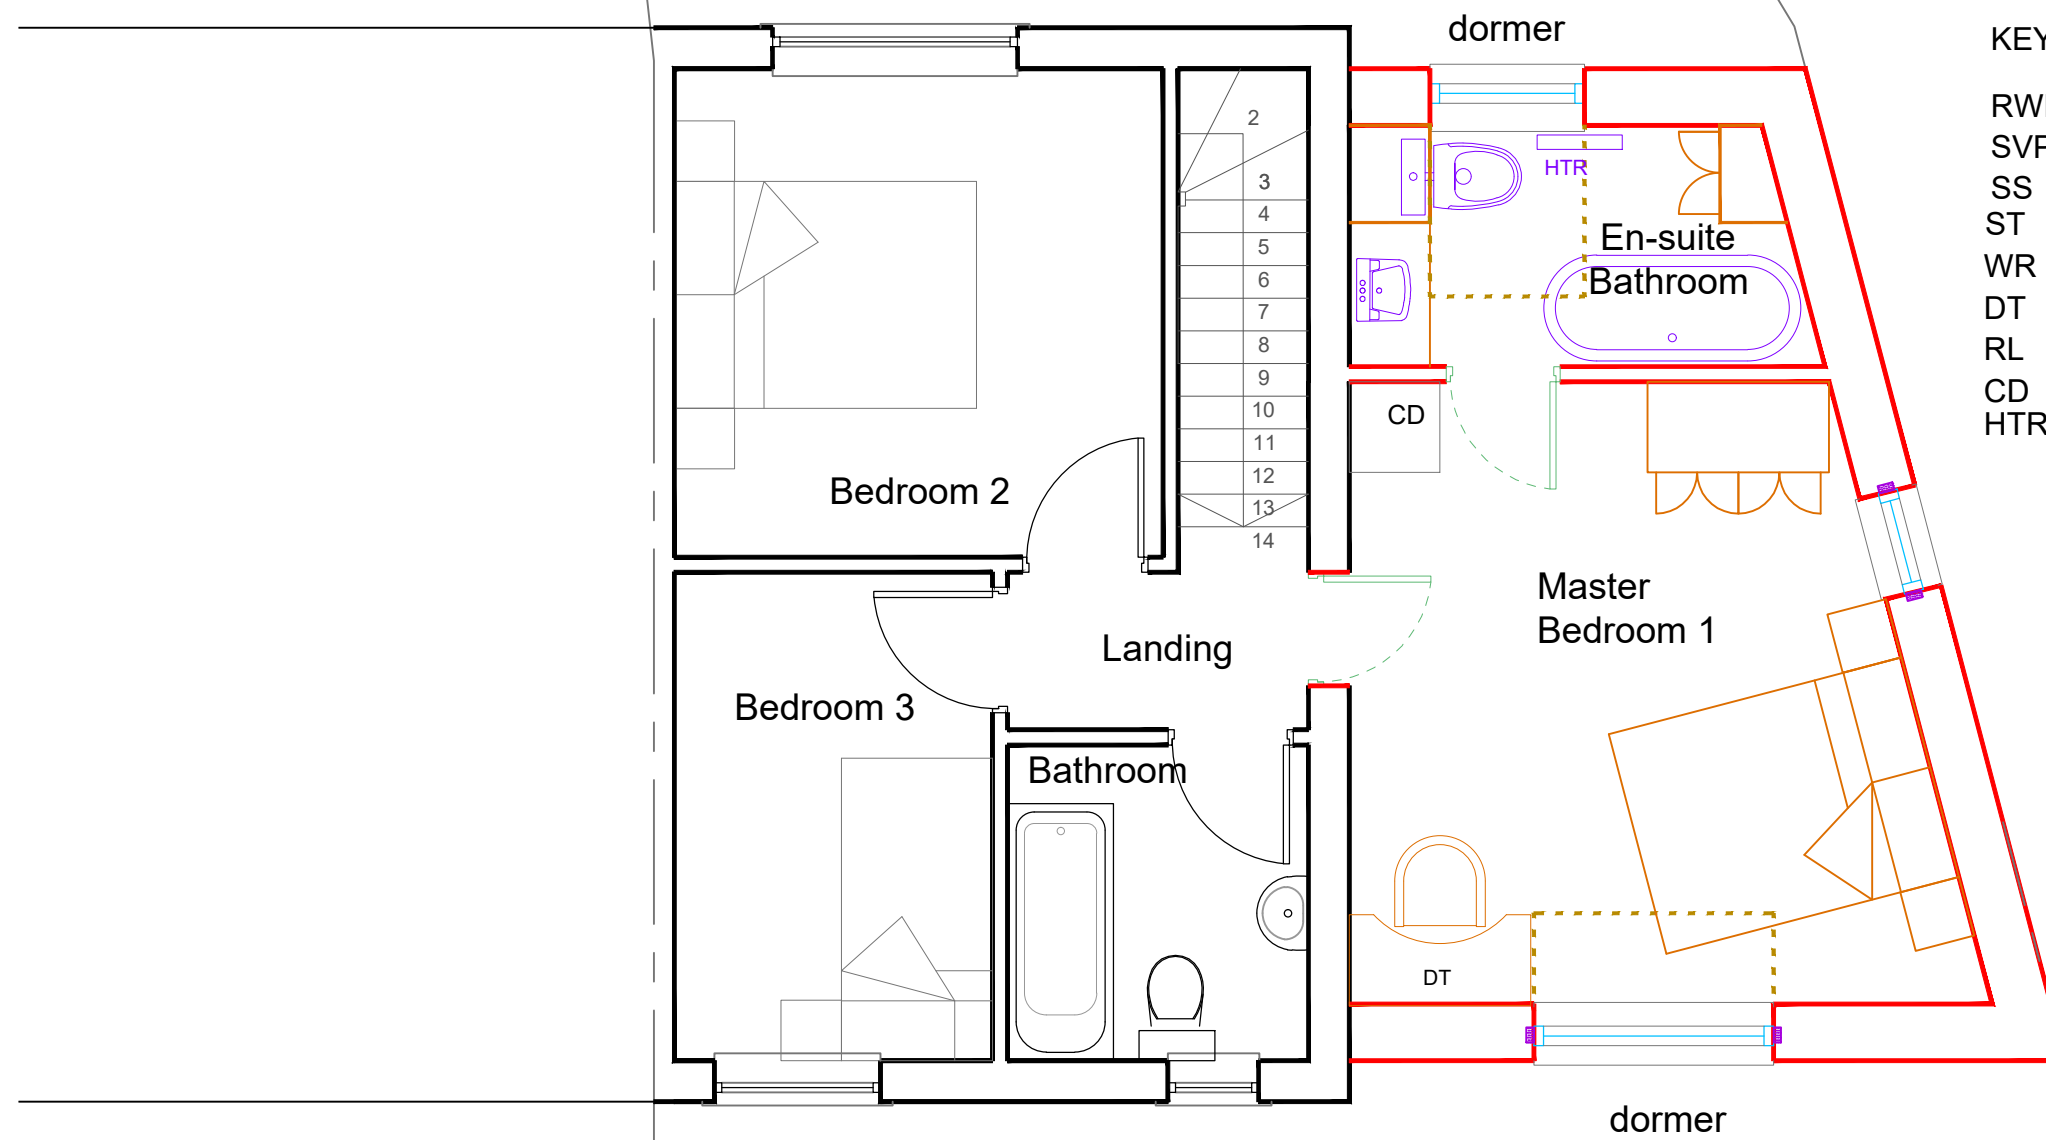 dormer
KEY
2
3
4
5
6
7
8
9
10
11
12
13
14
HTR
En-suite
Bathroom
SS
ST
WR
DT
RL
CD
HTR
CD
Bedroom 2
Master
Bedroom 1
Landing
Bedroom 3
Bathroom
DT
dormer